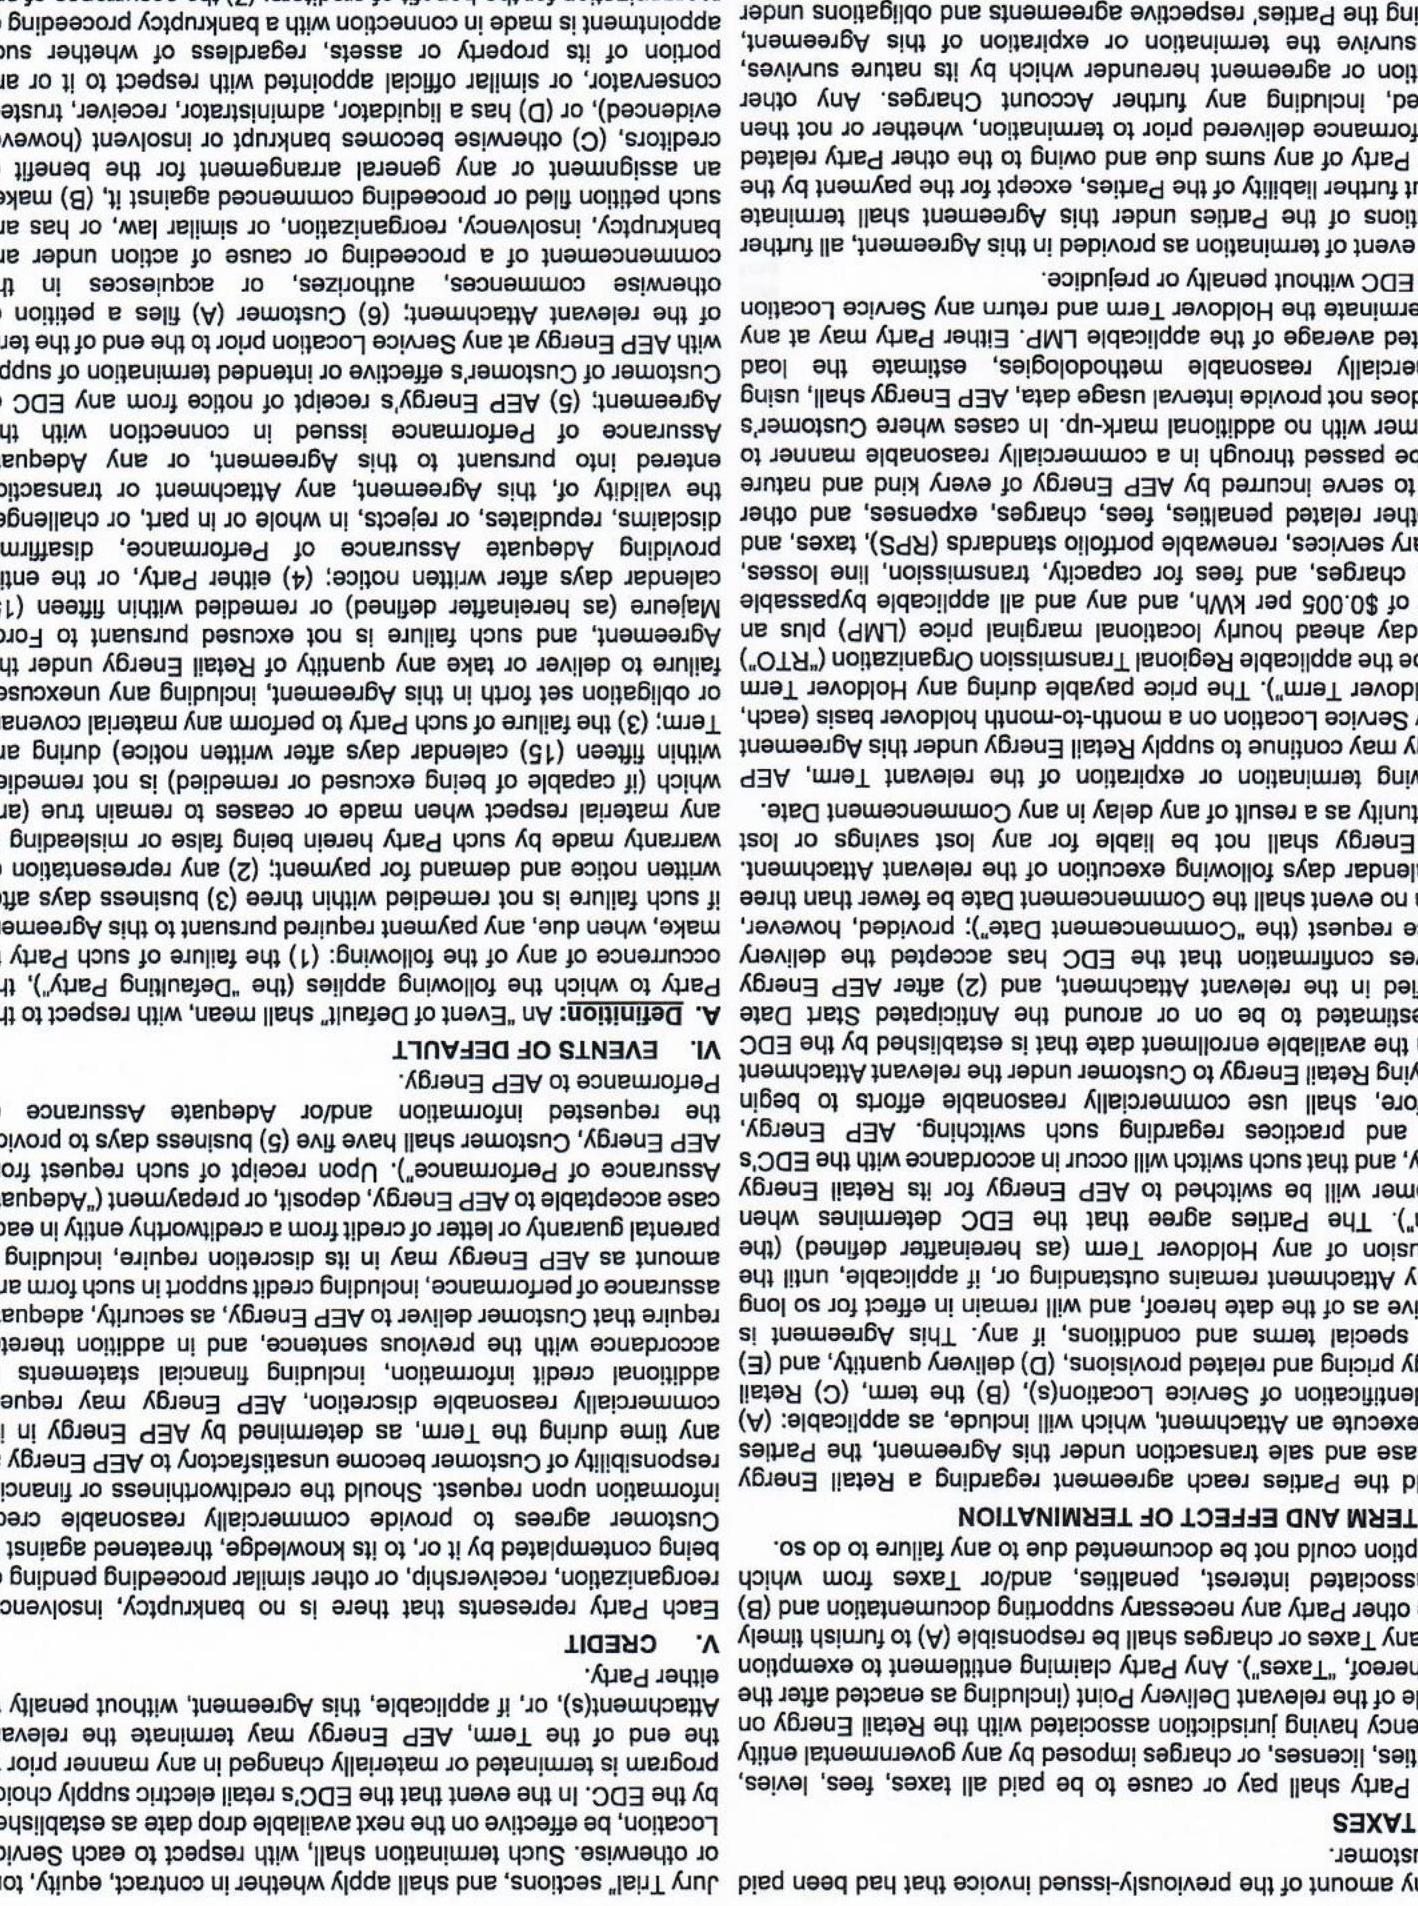 ny amount of the previously-issued invoice that had been paid
ustomer.
TAXES
Party shall pay or cause to be paid all taxes, fees, levies,
ties, licenses, or charges imposed by any governmental entity
ency having jurisdiction associated with the Retail Energy on
le of the relevant Delivery Point (including as enacted after the
hereof, "Taxes"). Any Party claiming entitlement to exemption
any Taxes or charges shall be responsible (A) to furnish timely
other Party any necessary supporting documentation and (B)
ssociated interest, penalties, and/or Taxes from which
ption could not be documented due to any failure to do so.
TERM AND EFFECT OF TERMINATION
ld the Parties reach agreement regarding a Retail Energy
ase and sale transaction under this Agreement, the Parties
execute an Attachment, which will include, as applicable: (A)
entification of Service Location(s), (B) the term, (C) Retail
gy pricing and related provisions, (D) delivery quantity, and (E)
special terms and conditions, if any. This Agreement is
ive as of the date hereof, and will remain in effect for so long
y Attachment remains outstanding or, if applicable, until the
usion of any Holdover Term (as hereinafter defined) (the
n"). The Parties agree that the EDC determines when
omer will be switched to AEP Energy for its Retail Energy
y, and that such switch will occur in accordance with the EDC's
and practices regarding such switching. AEP Energy,
ore, shall use commercially reasonable efforts to begin
ying Retail Energy to Customer under the relevant Attachment
the available enrollment date that is established by the EDC
estimated to be on or around the Anticipated Start Date
ied in the relevant Attachment, and (2) after AEP Energy
ves confirmation that the EDC has accepted the delivery
ce request (the "Commencement Date"); provided, however,
n no event shall the Commencement Date be fewer than three
lendar days following execution of the relevant Attachment.
Energy shall not be liable for any lost savings or lost
tunity as a result of any delay in any Commencement Date.
wing termination or expiration of the relevant Term, AEP
y may continue to supply Retail Energy under this Agreement
y Service Location on a month-to-month holdover basis (each,
ldover Term"). The price payable during any Holdover Term
be the applicable Regional Transmission Organization ("RTO")
day ahead hourly locational marginal price (LMP) plus an
of $0.005 per kWh, and any and all applicable bypassable
charges, and fees for capacity, transmission, line losses,
ary services, renewable portfolio standards (RPS), taxes, and
ther related penalties, fees, charges, expenses, and other
to serve incurred by AEP Energy of every kind and nature
be passed through in a commercially reasonable manner to
mer with no additional mark-up. In cases where Customer's
does not provide interval usage data, AEP Energy shall, using
nercially reasonable methodologies, estimate the load
ted average of the applicable LMP. Either Party may at any
erminate the Holdover Term and return any Service Location
EDC without penalty or prejudice.
event of termination as provided in this Agreement, all further
tions of the Parties under this Agreement shall terminate
ut further liability of the Parties, except for the payment by the
Party of any sums due and owing to the other Party related
formance delivered prior to termination, whether or not then
ed, including any further Account Charges. Any other
tion or agreement hereunder which by its nature survives,
survive the termination or expiration of this Agreement,
ing the Parties' respective agreements and obligations under
Jury Trial" sections, and shall apply whether in contract, equity, tor
or otherwise. Such termination shall, with respect to each Servic
Location, be effective on the next available drop date as establishe
by the EDC. In the event that the EDC's retail electric supply choic
program is terminated or materially changed in any manner prior
the end of the Term, AEP Energy may terminate the releva
Attachment(s), or, if applicable, this Agreement, without penalty
either Party.
V. CREDIT
Each Party represents that there is no bankruptcy, insolvenc
reorganization, receivership, or other similar proceeding pending
being contemplated by it or, to its knowledge, threatened against
Customer agrees to provide commercially reasonable cred
information upon request. Should the creditworthiness or financi
responsibility of Customer become unsatisfactory to AEP Energy
any time during the Term, as determined by AEP Energy in i
commercially reasonable discretion, AEP Energy may reque
additional credit information, including financial statements
accordance with the previous sentence, and in addition theret
require that Customer deliver to AEP Energy, as security, adequa
assurance of performance, including credit support in such form an
amount as AEP Energy may in its discretion require, including
parental guaranty or letter of credit from a creditworthy entity in eac
case acceptable to AEP Energy, deposit, or prepayment ("Adequa
Assurance of Performance"). Upon receipt of such request fro
AEP Energy, Customer shall have five (5) business days to provid
the requested information and/or Adequate Assurance
Performance to AEP Energy.
VI. EVENTS OF DEFAULT
A. Definition: An "Event of Default" shall mean, with respect to th
Party to which the following applies (the "Defaulting Party"), th
occurrence of any of the following: (1) the failure of such Party
make, when due, any payment required pursuant to this Agreeme
if such failure is not remedied within three (3) business days afte
written notice and demand for payment; (2) any representation
warranty made by such Party herein being false or misleading
any material respect when made or ceases to remain true (an
which (if capable of being excused or remedied) is not remedie
within fifteen (15) calendar days after written notice) during an
Term; (3) the failure of such Party to perform any material covenan
or obligation set forth in this Agreement, including any unexcuse
failure to deliver or take any quantity of Retail Energy under th
Agreement, and such failure is not excused pursuant to Forc
Majeure (as hereinafter defined) or remedied within fifteen (15
calendar days after written notice; (4) either Party, or the entit
providing Adequate Assurance of Performance, disaffirm
disclaims, repudiates, or rejects, in whole or in part, or challenge
the validity of, this Agreement, any Attachment or transactio
entered into pursuant to this Agreement, or any Adequa
Assurance of Performance issued in connection with th
Agreement; (5) AEP Energy's receipt of notice from any EDC
Customer of Customer's effective or intended termination of supp
with AEP Energy at any Service Location prior to the end of the ter
of the relevant Attachment; (6) Customer (A) files a petition
otherwise commences, authorizes, or acquiesces in th
commencement of a proceeding or cause of action under an
bankruptcy, insolvency, reorganization, or similar law, or has an
such petition filed or proceeding commenced against it, (B) make
an assignment or any general arrangement for the benefit
creditors, (C) otherwise becomes bankrupt or insolvent (howeve
evidenced), or (D) has a liquidator, administrator, receiver, truste
conservator, or similar official appointed with respect to it or an
portion of its property or assets, regardless of whether suc
appointment is made in connection with a bankruptcy proceeding o